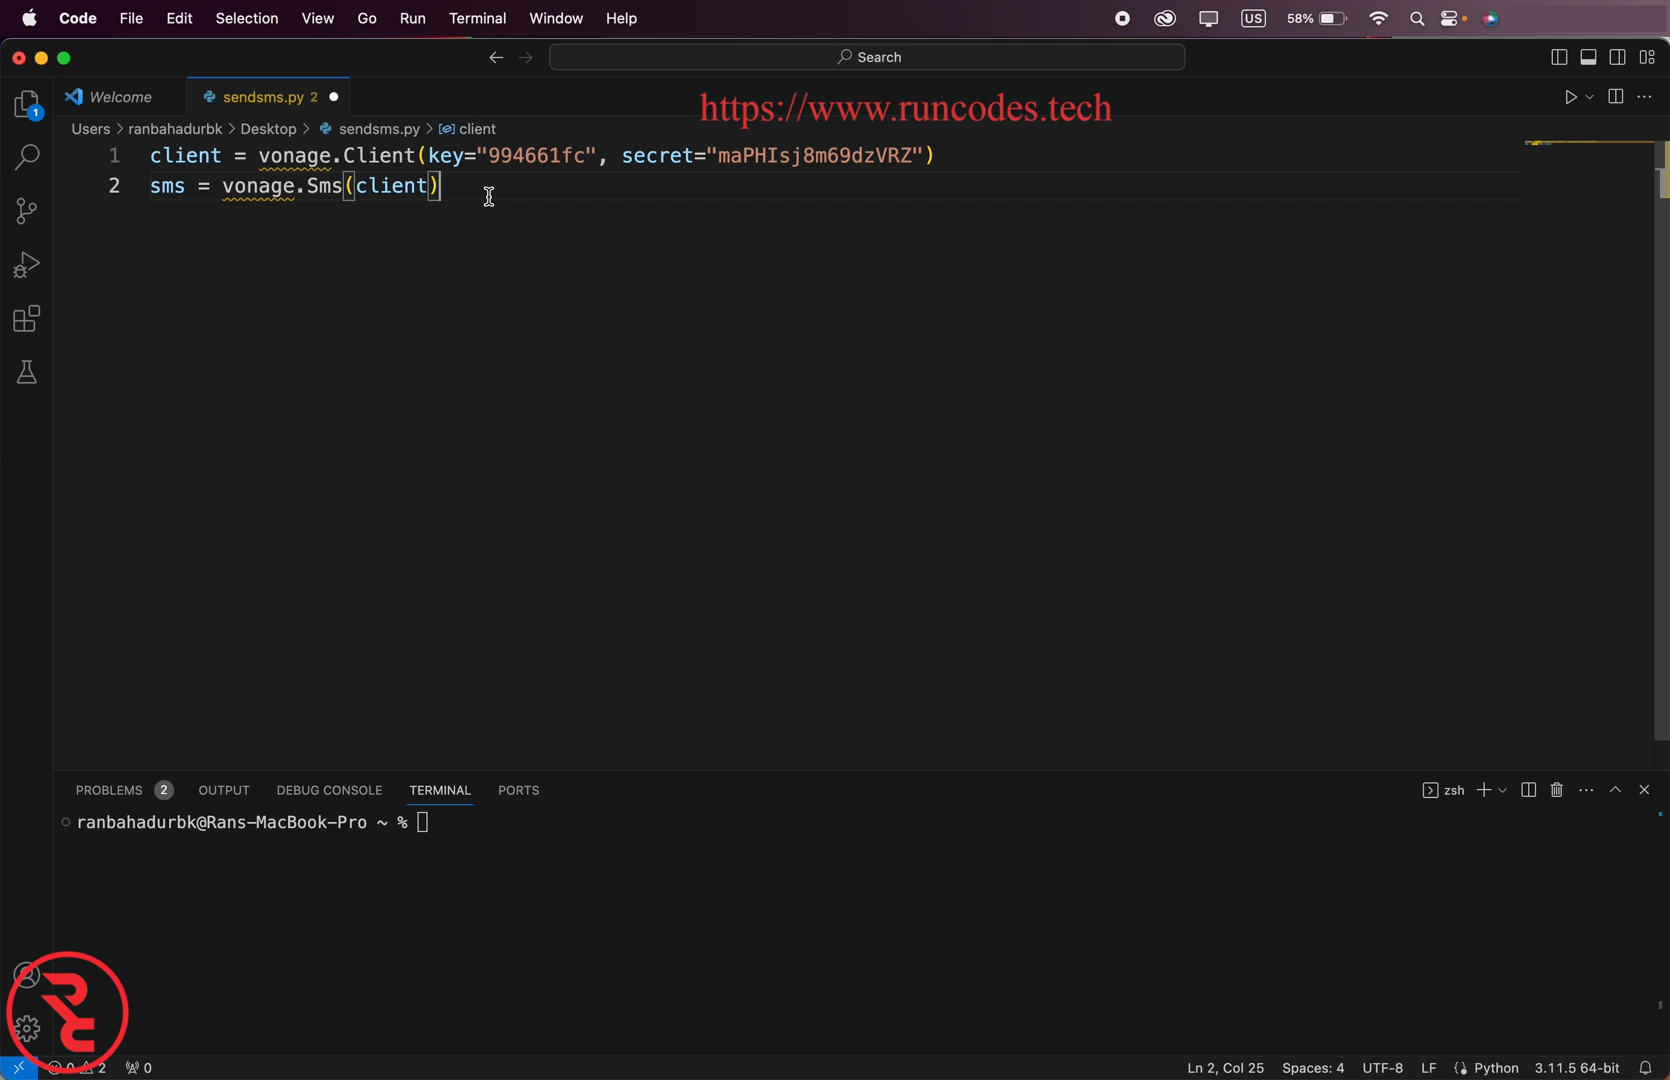 Code File Edit Selection View Go Run Terminal Window Help US 58%
Search
Welcome sendsms.py 2
https://www.runcodes.tech
Users > ranbahadurbk > Desktop > sendsms.py > client
1 client = vonage.Client(key="994661fc", secret="maPHIsj8m69dzVRZ")
2 sms = vonage.Sms(client)
1
PROBLEMS 2 OUTPUT DEBUG CONSOLE TERMINAL PORTS zsh
ranbahadurbk@Rans-MacBook-Pro ~ %
0 2 0 Ln 2, Col 25 Spaces: 4 UTF-8 LF Python 3.11.5 64-bit